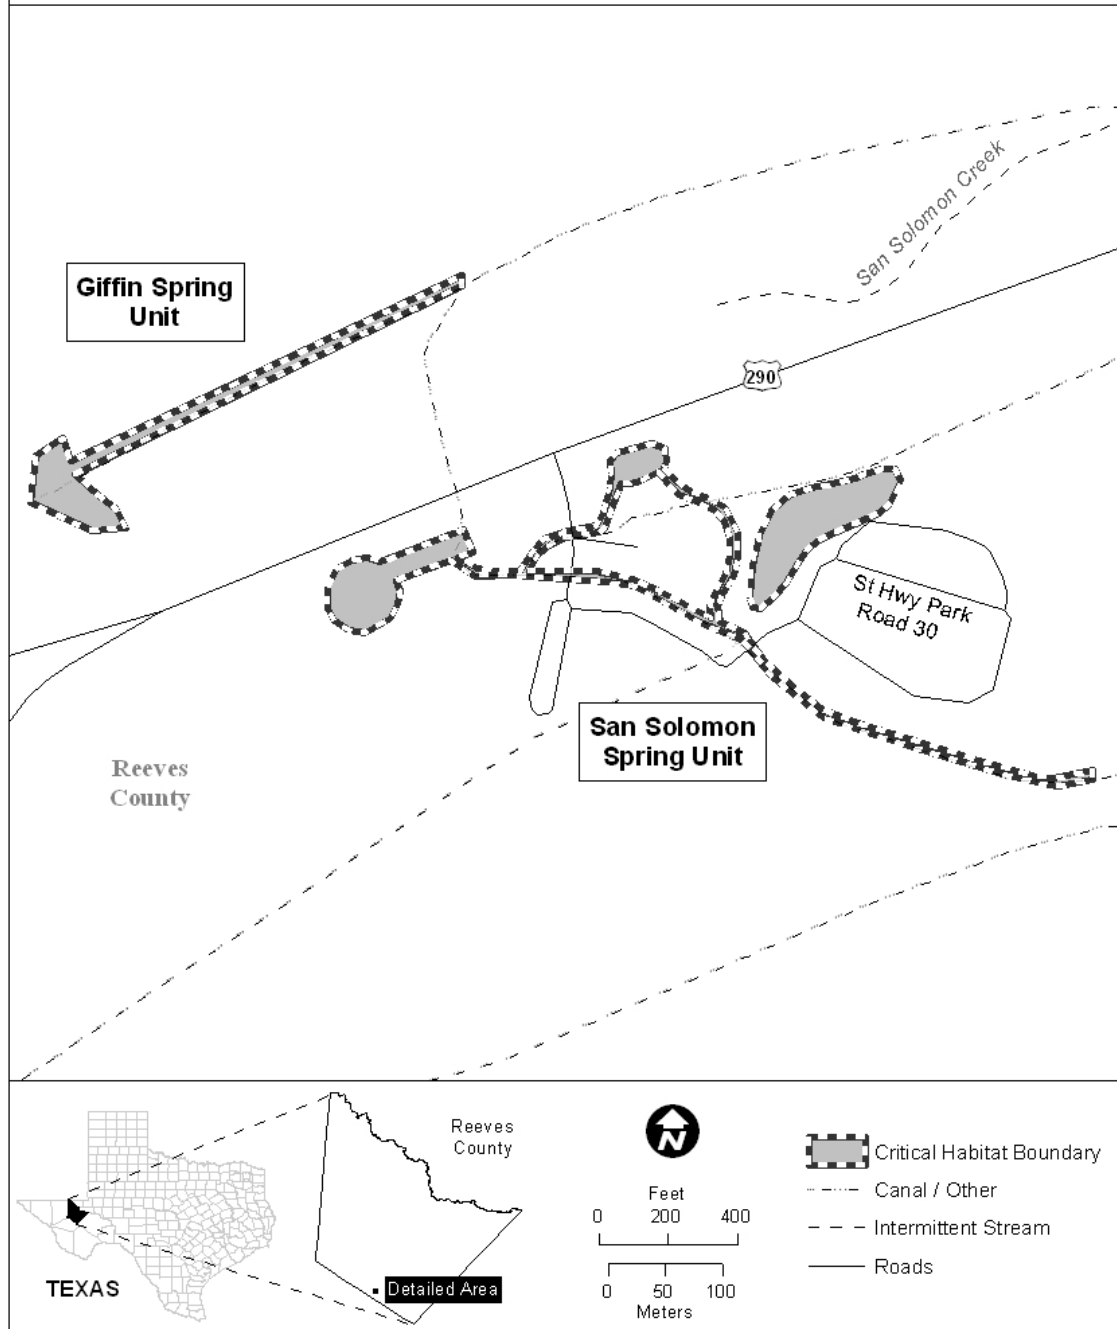 San Solomon Creek
Giffin Spring
Unit
290
St Hwy Park
Road 30
San Solomon
Spring Unit
Reeves
County
Reeves
County
TEXAS
Detailed Area
N
Feet
0 200 400
0 50 100
Meters
Critical Habitat Boundary
Canal / Other
Intermittent Stream
Roads